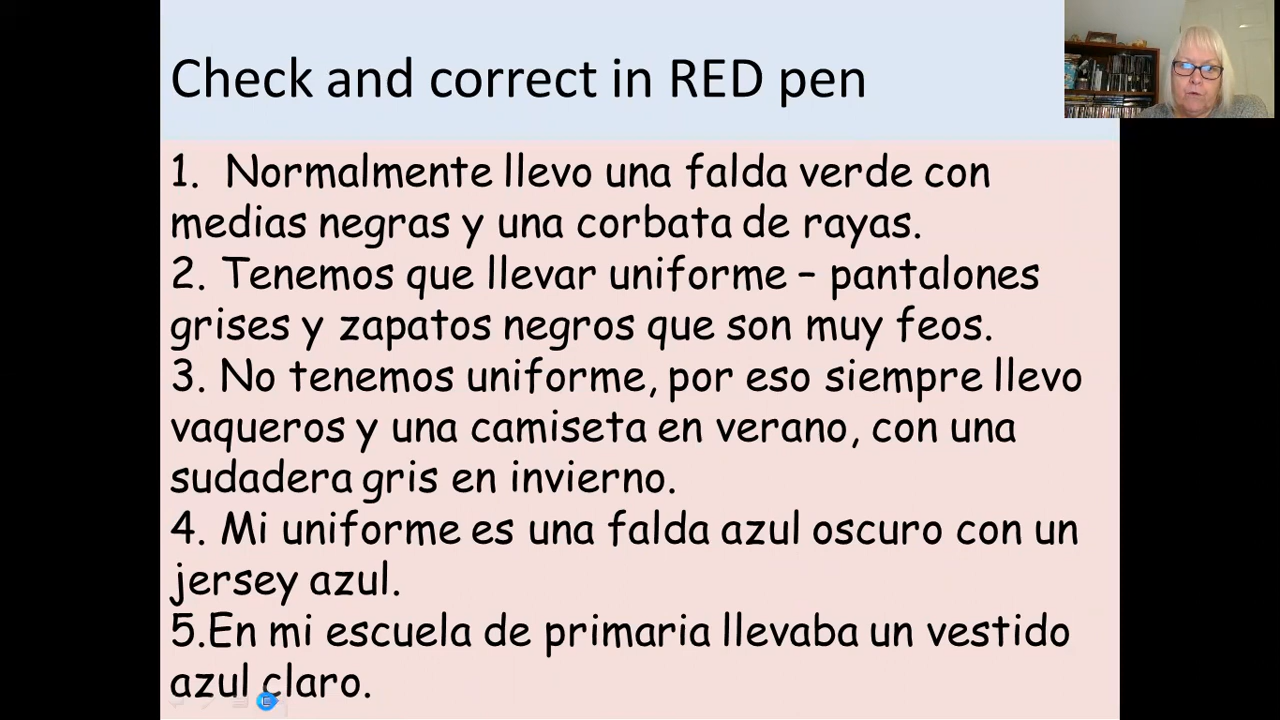 Check and correct in RED pen
1. Normalmente llevo una falda verde con
medias negras y una corbata de rayas.
2. Tenemos que llevar uniforme – pantalones
grises y zapatos negros que son muy feos.
3. No tenemos uniforme, por eso siempre llevo
vaqueros y una camiseta en verano, con una
sudadera gris en invierno.
4. Mi uniforme es una falda azul oscuro con un
jersey azul.
5.En mi escuela de primaria llevaba un vestido
azul claro.